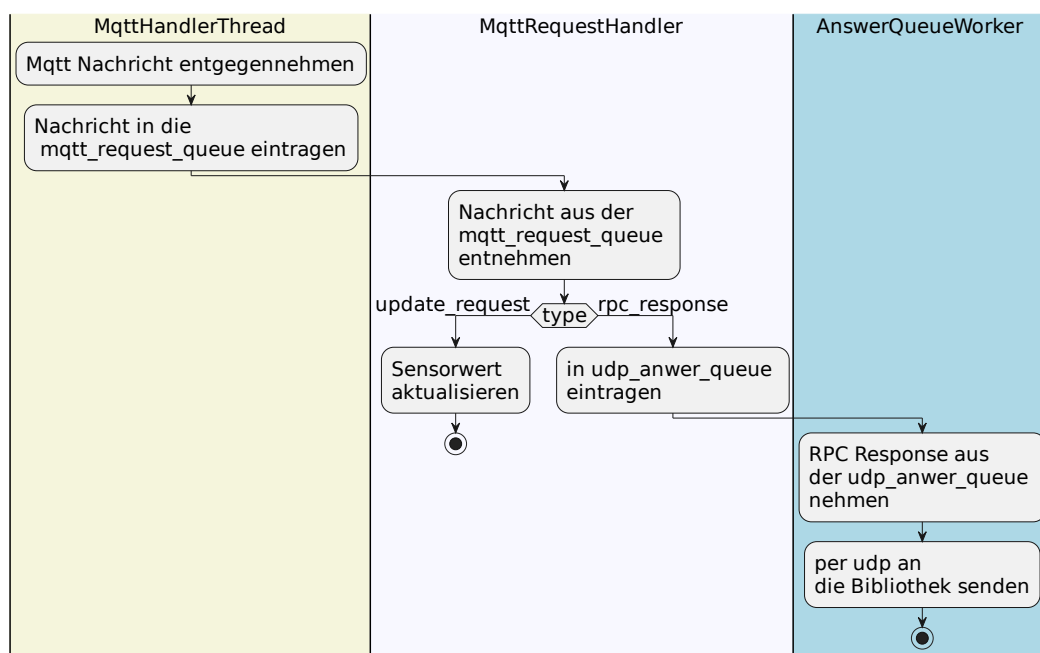 MqttHandlerThread
MqttRequestHandler
AnswerQueueWorker
Mqtt Nachricht entgegennehmen
Nachricht in die
mqtt_request_queue eintragen
Nachricht aus der
mqtt_request_queue
entnehmen
update_request
type
rpc_response
Sensorwert
aktualisieren
in udp_anwer_queue
eintragen
RPC Response aus
der udp_anwer_queue
nehmen
per udp an
die Bibliothek senden